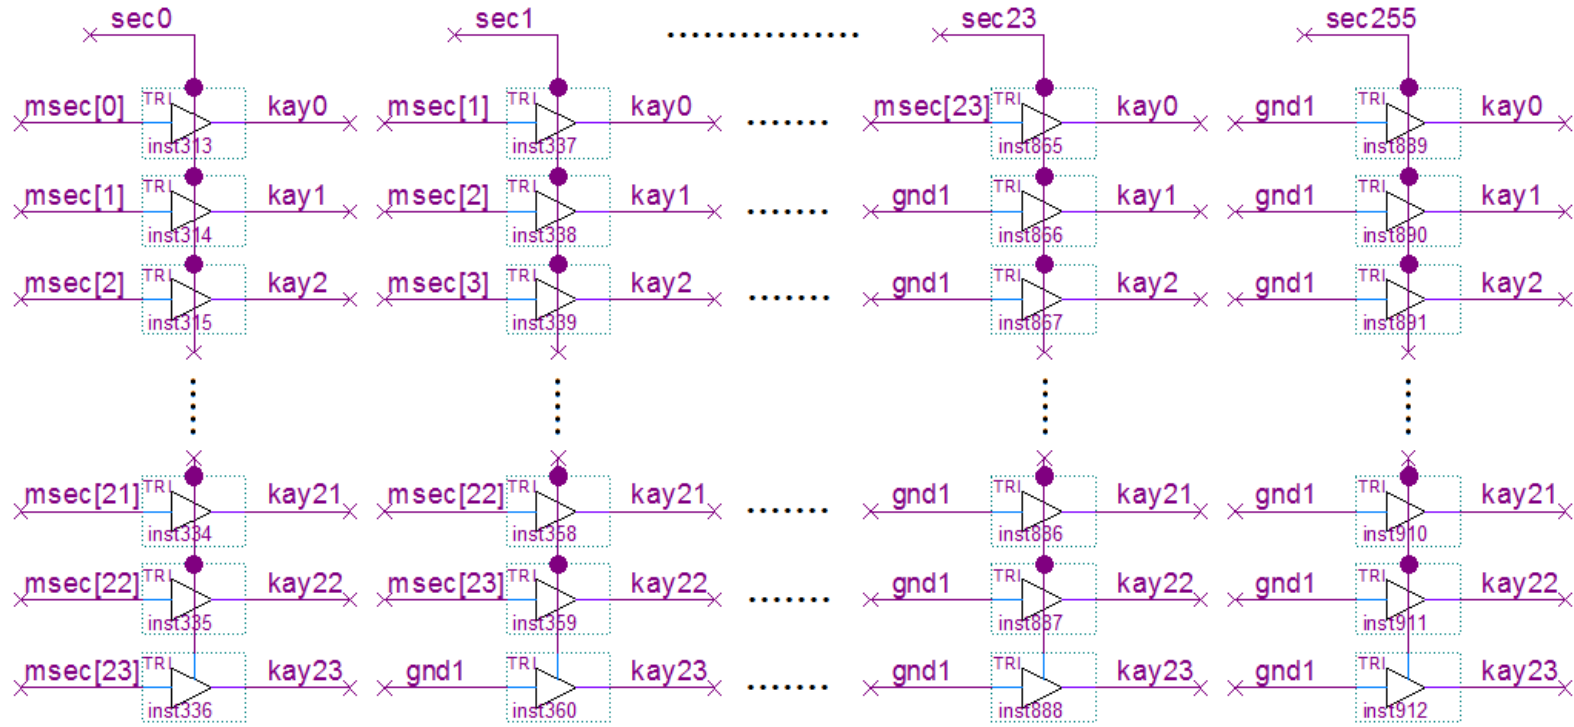 sec0 sec1 sec23 sec255
TRI TRI TRI TRI
msec[0] kay0 msec[1] kay0 msec[23] kay0 gnd1 kay0
inst313 inst337 inst865 inst889
TRI TRI TRI TRI
msec[1] kay1 msec[2] kay1 gnd1 kay1 gnd1 kay1
inst314 inst338 inst866 inst890
TRI TRI TRI TRI
msec[2] kay2 msec[3] kay2 gnd1 kay2 gnd1 kay2
inst315 inst339 inst867 inst891
TRI TRI TRI TRI
msec[21] kay21 msec[22] kay21 gnd1 kay21 gnd1 kay21
inst334 inst358 inst886 inst910
TRI TRI TRI TRI
msec[22] kay22 msec[23] kay22 gnd1 kay22 gnd1 kay22
inst335 inst359 inst887 inst911
TRI TRI TRI TRI
msec[23] kay23 gnd1 kay23 gnd1 kay23 gnd1 kay23
inst336 inst360 inst888 inst912